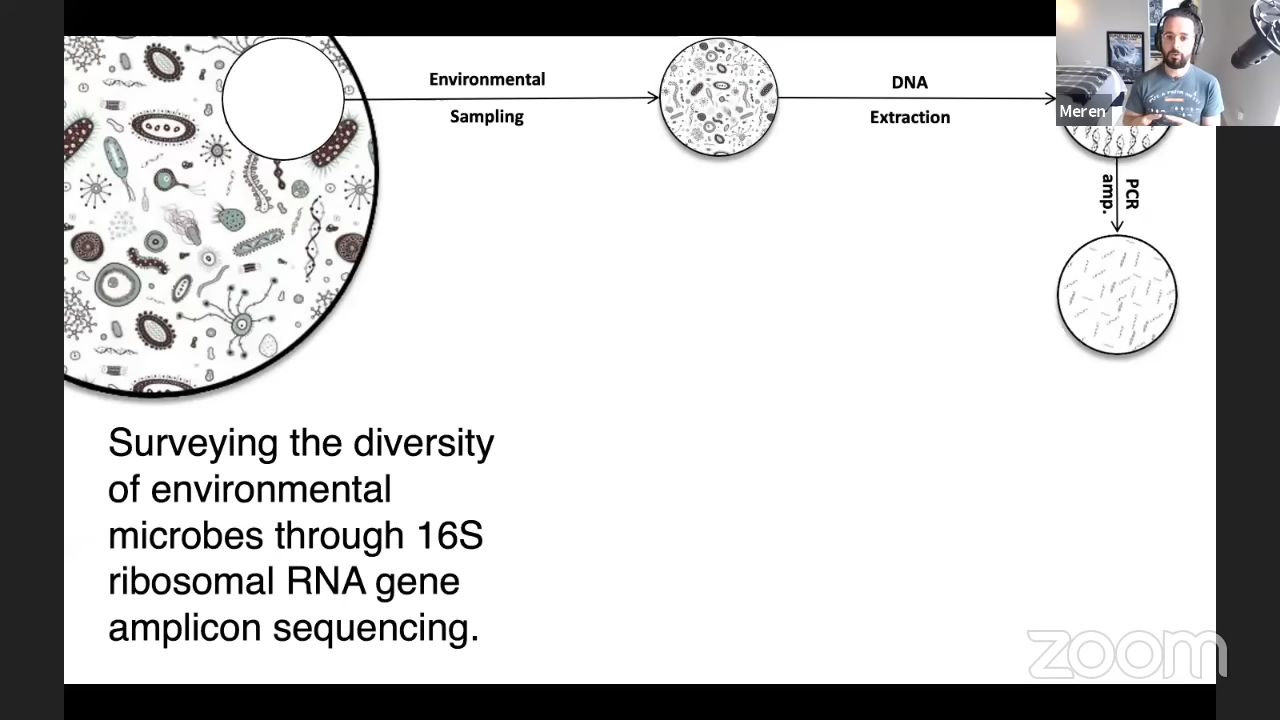 Environmental
Sampling
DNA
Extraction
Meren
PCR
amp.
Surveying the diversity
of environmental
microbes through 16S
ribosomal RNA gene
amplicon sequencing.
zoom